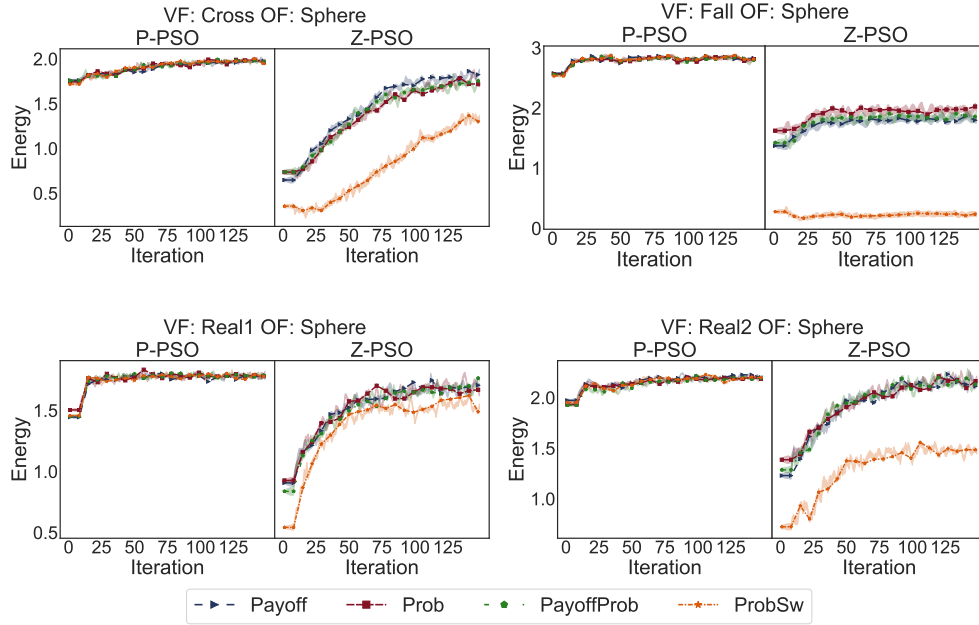 VF: Cross OF: Sphere
P-PSO Z-PSO
2.0
1.5
1.0
0.5
Energy
0 25 50 75 100 125 0 25 50 75 100 125
Iteration Iteration
VF: Fall OF: Sphere
P-PSO Z-PSO
3
2
1
0
Energy
0 25 50 75 100 125 0 25 50 75 100 125
Iteration Iteration
VF: Real1 OF: Sphere
P-PSO Z-PSO
1.5
1.0
0.5
Energy
0 25 50 75 100 125 0 25 50 75 100 125
Iteration Iteration
VF: Real2 OF: Sphere
P-PSO Z-PSO
2.0
1.5
1.0
Energy
0 25 50 75 100 125 0 25 50 75 100 125
Iteration Iteration
Payoff Prob PayoffProb ProbSw